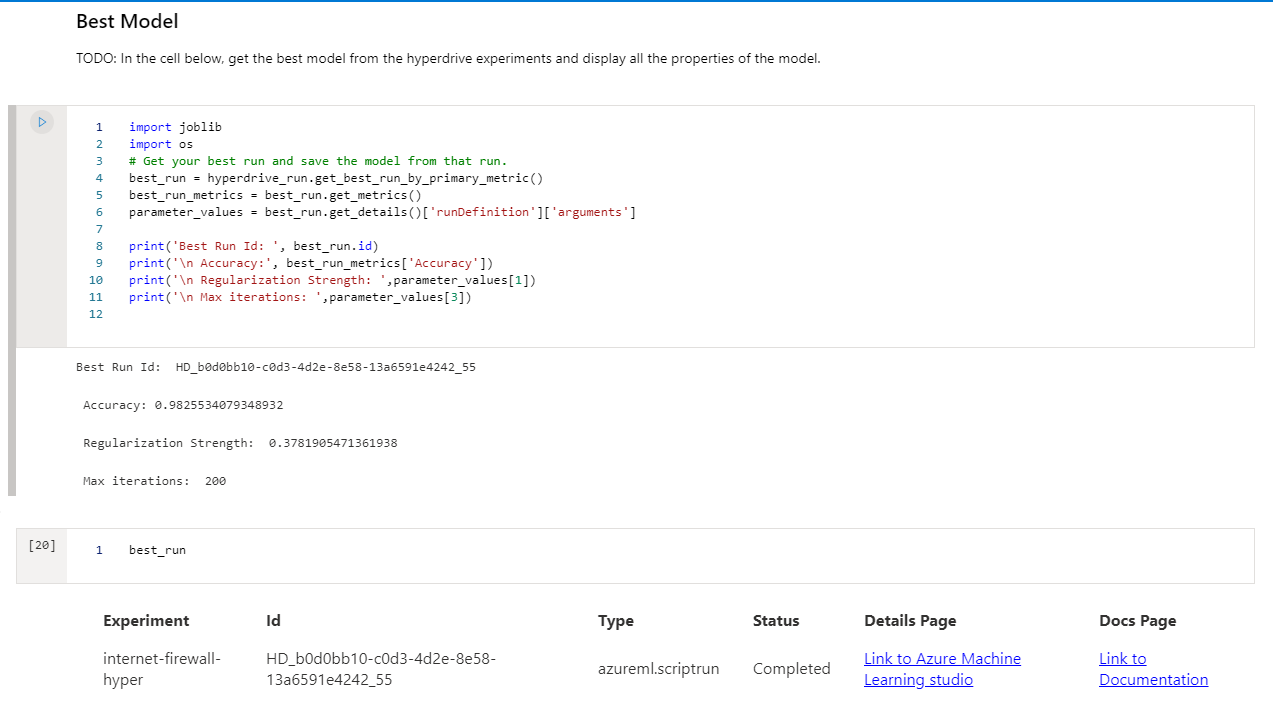 Best Model
TODO: In the cell below, get the best model from the hyperdrive experiments and display all the properties of the model.
1 import joblib
2 import os
3 # Get your best run and save the model from that run.
4 best_run = hyperdrive_run.get_best_run_by_primary_metric()
5 best_run_metrics = best_run.get_metrics()
6 parameter_values = best_run.get_details()['runDefinition']['arguments']
7
8 print('Best Run Id: ', best_run.id)
9 print('\n Accuracy:', best_run_metrics['Accuracy'])
10 print('\n Regularization Strength: ',parameter_values[1])
11 print('\n Max iterations: ',parameter_values[3])
12
Best Run Id:  HD_b0d0bb10-c0d3-4d2e-8e58-13a6591e4242_55
Accuracy: 0.9825534079348932
Regularization Strength:  0.3781905471361938
Max iterations:  200
[20] 1 best_run
Experiment Id Type Status Details Page Docs Page
internet-firewall- HD_b0d0bb10-c0d3-4d2e-8e58- azureml.scriptrun Completed Link to Azure Machine Link to
hyper 13a6591e4242_55 Learning studio Documentation